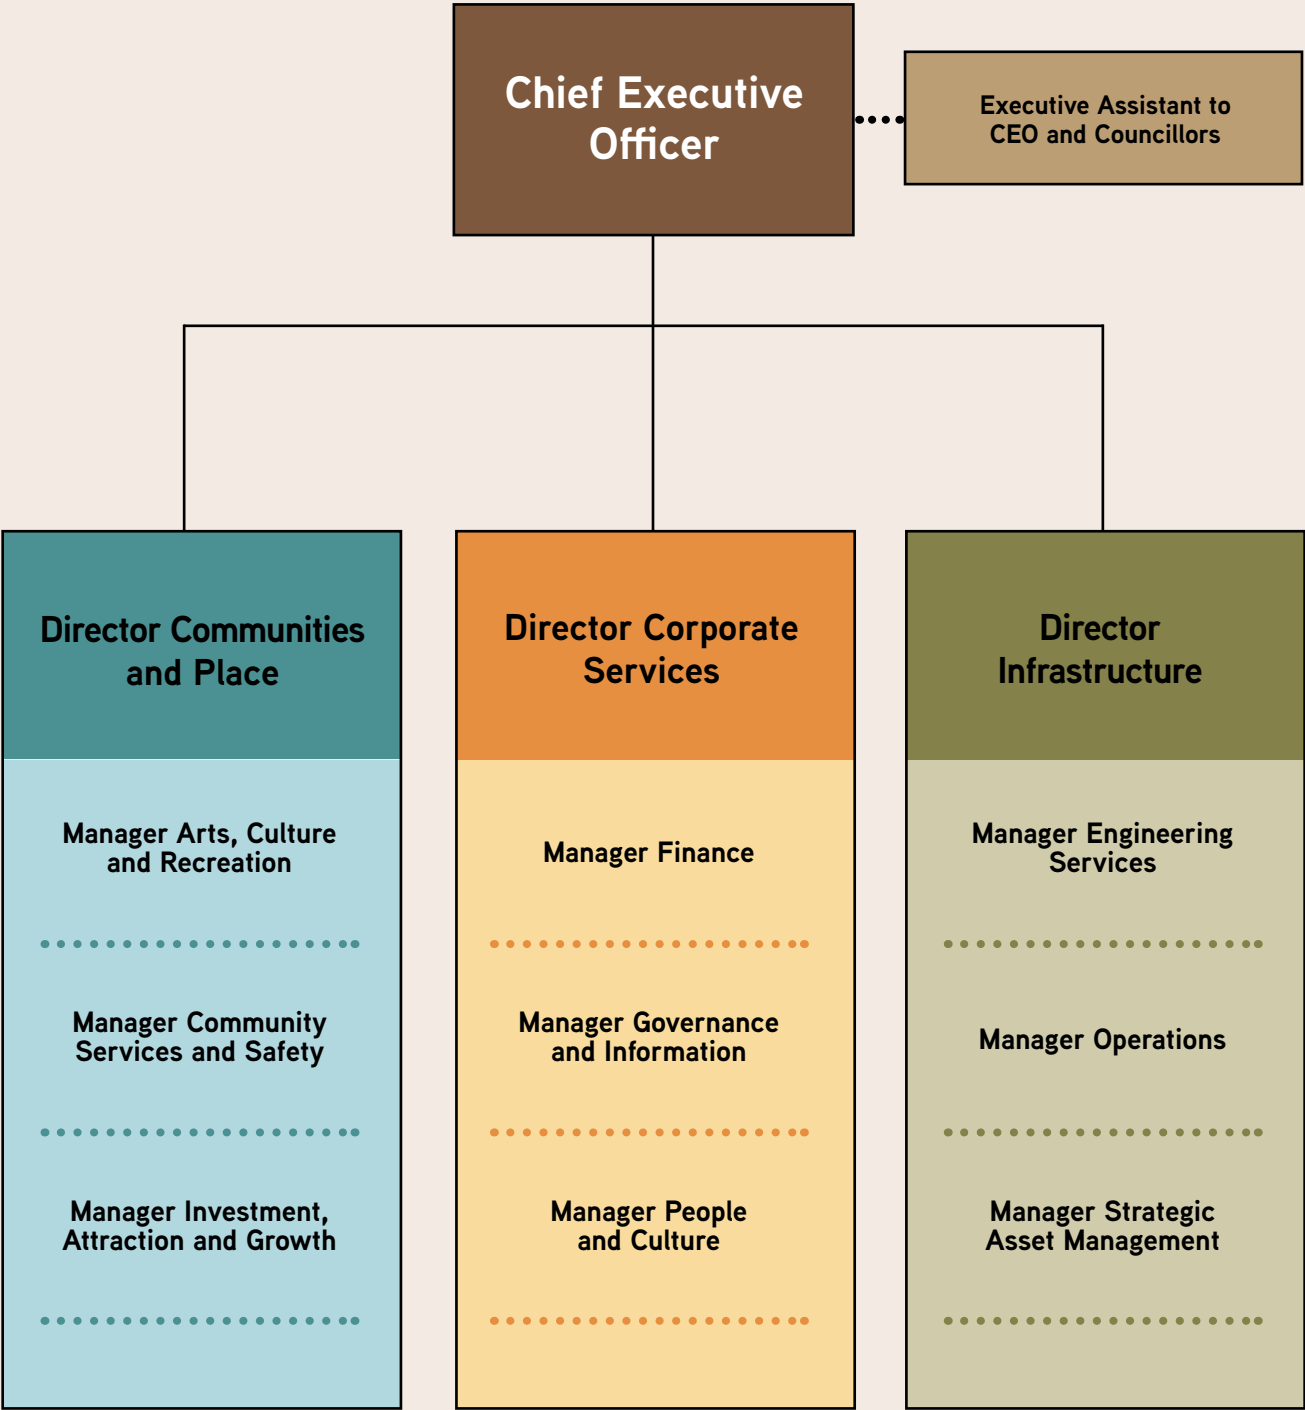 Chief Executive
Officer
Executive Assistant to
CEO and Councillors
Director Communities
and Place
Manager Arts, Culture
and Recreation
Manager Community
Services and Safety
Manager Investment,
Attraction and Growth
Director Corporate
Services
Manager Finance
Manager Governance
and Information
Manager People
and Culture
Director
Infrastructure
Manager Engineering
Services
Manager Operations
Manager Strategic
Asset Management